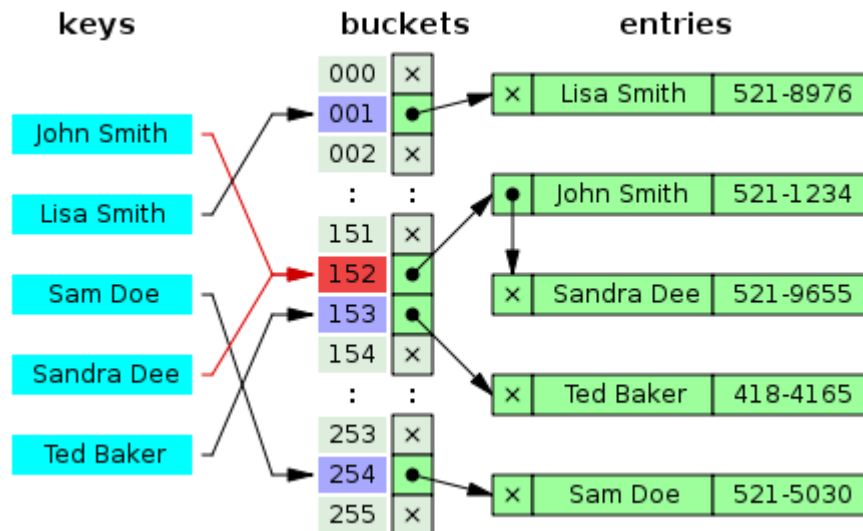 keys buckets entries
000 ×
× Lisa Smith 521-8976
001
John Smith
002 ×
: :
× John Smith 521-1234
Lisa Smith
151 ×
152
Sam Doe
× Sandra Dee 521-9655
153
154 ×
Sandra Dee
: :
× Ted Baker 418-4165
253 ×
Ted Baker
254
× Sam Doe 521-5030
255 ×